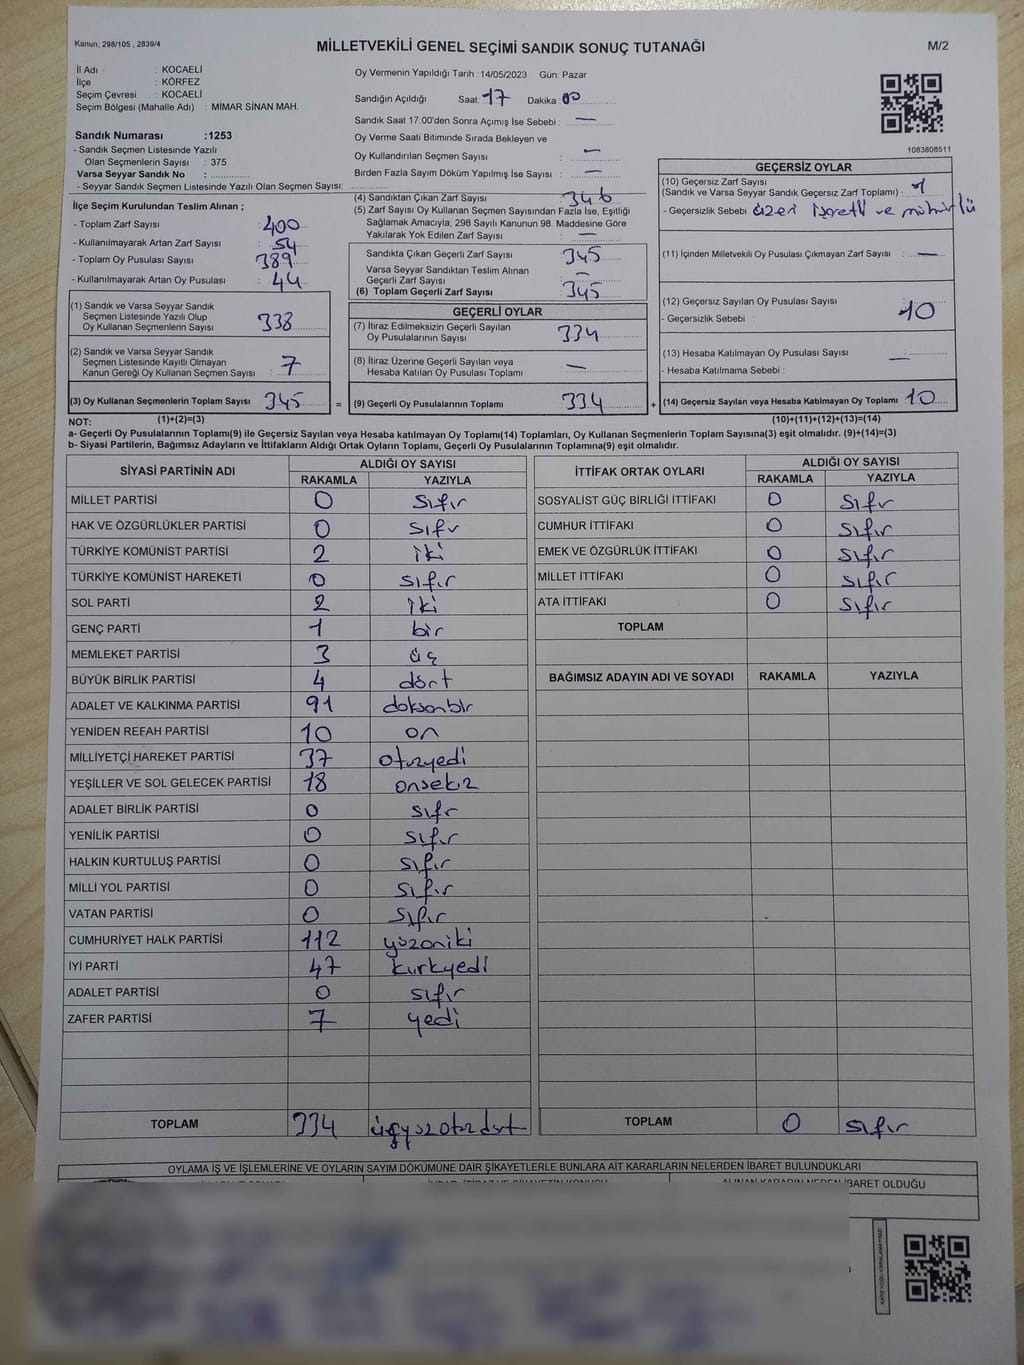 Kanun, 298/105 , 2839/4
MİLLETVEKİLİ GENEL SEÇİMİ SANDIK SONUÇ TUTANAĞI
M/2
İl Adı : KOCAELİ
İlçe : KÖRFEZ
Seçim Çevresi : KOCAELİ
Seçim Bölgesi (Mahalle Adı) : MİMAR SİNAN MAH.
Sandık Numarası :1253
- Sandık Seçmen Listesinde Yazılı
Olan Seçmenlerin Sayısı : 375
Varsa Seyyar Sandık No :
- Seyyar Sandık Seçmen Listesinde Yazılı Olan Seçmen Sayısı:
Oy Vermenin Yapıldığı Tarih :14/05/2023 Gün: Pazar
Sandığın Açıldığı Saat: 17 Dakika : 00
Sandık Saat 17:00'den Sonra Açımış İse Sebebi : —
Oy Verme Saati Bitiminde Sırada Bekleyen ve
Oy Kullandırılan Seçmen Sayısı : —
Birden Fazla Sayım Döküm Yapılmış İse Sayısı : —
1083808511
İlçe Seçim Kurulundan Teslim Alınan ;
- Toplam Zarf Sayısı : 400
- Kullanılmayarak Artan Zarf Sayısı : 54
- Toplam Oy Pusulası Sayısı : 389
- Kullanılmayarak Artan Oy Pusulası : 44
(1) Sandık ve Varsa Seyyar Sandık
Seçmen Listesinde Yazılı Olup
Oy Kullanan Seçmenlerin Sayısı : 338
(2) Sandık ve Varsa Seyyar Sandık
Seçmen Listesinde Kayıtlı Olmayan
Kanun Gereği Oy Kullanan Seçmen Sayısı : 7
(3) Oy Kullanan Seçmenlerin Toplam Sayısı 345 =
(4) Sandıktan Çıkan Zarf Sayısı : 346
(5) Zarf Sayısı Oy Kullanan Seçmen Sayısından Fazla İse, Eşitliği
Sağlamak Amacıyla; 298 Sayılı Kanunun 98. Maddesine Göre
Yakılarak Yok Edilen Zarf Sayısı : —
Sandıkta Çıkan Geçerli Zarf Sayısı : 345
Varsa Seyyar Sandıktan Teslim Alınan
Geçerli Zarf Sayısı : —
(6) Toplam Geçerli Zarf Sayısı : 345
GEÇERLİ OYLAR
(7) İtiraz Edilmeksizin Geçerli Sayılan
Oy Pusulalarının Sayısı : 334
(8) İtiraz Üzerine Geçerli Sayılan veya
Hesaba Katılan Oy Pusulası Toplamı : —
(9) Geçerli Oy Pusulalarının Toplamı : 334 +
GEÇERSİZ OYLAR
(10) Geçersiz Zarf Sayısı
(Sandık ve Varsa Seyyar Sandık Geçersiz Zarf Toplamı) : 1
- Geçersizlik Sebebi : üzeri işaretli ve mühürlü
(11) İçinden Milletvekili Oy Pusulası Çıkmayan Zarf Sayısı : —
(12) Geçersiz Sayılan Oy Pusulası Sayısı : 10
- Geçersizlik Sebebi :
(13) Hesaba Katılmayan Oy Pusulası Sayısı : —
- Hesaba Katılmama Sebebi :
(14) Geçersiz Sayılan veya Hesaba Katılmayan Oy Toplamı : 10
NOT: (1)+(2)=(3) (10)+(11)+(12)+(13)=(14)
a- Geçerli Oy Pusulasının Toplamı(9) ile Geçersiz Sayılan veya Hesaba katılmayan Oy Toplamı(14) Toplamları, Oy Kullanan Seçmenlerin Toplam Sayısına(3) eşit olmalıdır. (9)+(14)=(3)
b- Siyasi Partilerin, Bağımsız Adayların ve İttifakların Aldığı Ortak Oyların Toplamı, Geçerli Oy Pusulalarının Toplamına(9) eşit olmalıdır.
SİYASİ PARTİNİN ADI ALDIĞI OY SAYISI
RAKAMLA YAZIYLA
MİLLET PARTİSİ 0 sıfır
HAK VE ÖZGÜRLÜKLER PARTİSİ 0 sıfır
TÜRKİYE KOMÜNİST PARTİSİ 2 iki
TÜRKİYE KOMÜNİST HAREKETİ 0 sıfır
SOL PARTİ 2 iki
GENÇ PARTİ 1 bir
MEMLEKET PARTİSİ 3 üç
BÜYÜK BİRLİK PARTİSİ 4 dört
ADALET VE KALKINMA PARTİSİ 91 doksanbir
YENİDEN REFAH PARTİSİ 10 on
MİLLİYETÇİ HAREKET PARTİSİ 37 otuzyedi
YEŞİLLER VE SOL GELECEK PARTİSİ 18 onsekiz
ADALET BİRLİK PARTİSİ 0 sıfır
YENİLİK PARTİSİ 0 sıfır
HALKIN KURTULUŞ PARTİSİ 0 sıfır
MİLLİ YOL PARTİSİ 0 sıfır
VATAN PARTİSİ 0 sıfır
CUMHURİYET HALK PARTİSİ 112 yüzoniki
İYİ PARTİ 47 kırkyedi
ADALET PARTİSİ 0 sıfır
ZAFER PARTİSİ 7 yedi
TOPLAM 334 üçyüzotuzdört
İTTİFAK ORTAK OYLARI ALDIĞI OY SAYISI
RAKAMLA YAZIYLA
SOSYALİST GÜÇ BİRLİĞİ İTTİFAKI 0 sıfır
CUMHUR İTTİFAKI 0 sıfır
EMEK VE ÖZGÜRLÜK İTTİFAKI 0 sıfır
MİLLET İTTİFAKI 0 sıfır
ATA İTTİFAKI 0 sıfır
TOPLAM
BAĞIMSIZ ADAYIN ADI VE SOYADI RAKAMLA YAZIYLA
TOPLAM 0 sıfır
OYLAMA İŞ VE İŞLEMLERİNE VE OYLARIN SAYIM DÖKÜMÜNE DAİR ŞİKAYETLERLE BUNLARA AİT KARARLARIN NELERDEN İBARET BULUNDUKLARI
ALINAN KARARIN NEDEN İBARET OLDUĞU